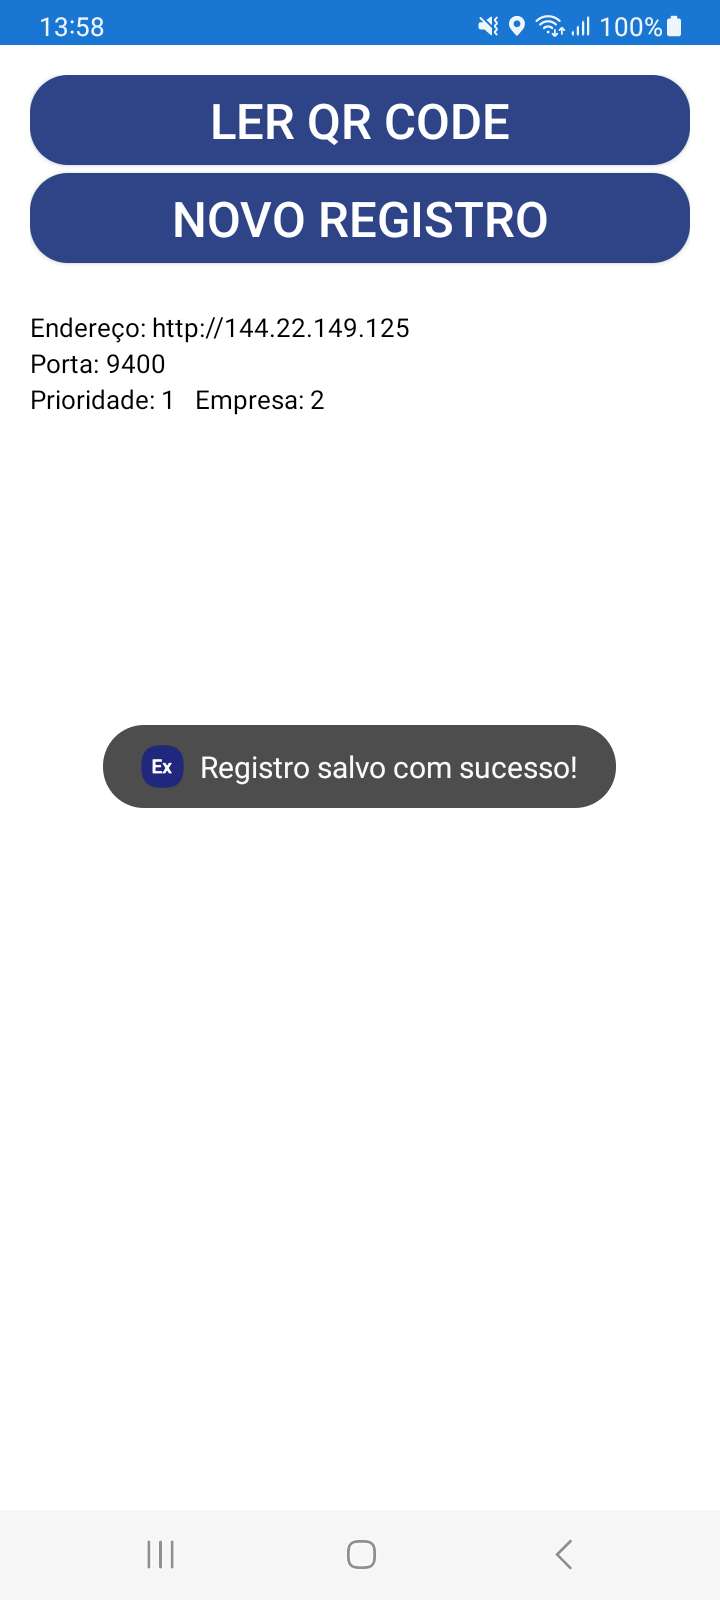 13:58 100%
LER QR CODE
NOVO REGISTRO
Endereço: http://144.22.149.125
Porta: 9400
Prioridade: 1 Empresa: 2
Ex Registro salvo com sucesso!